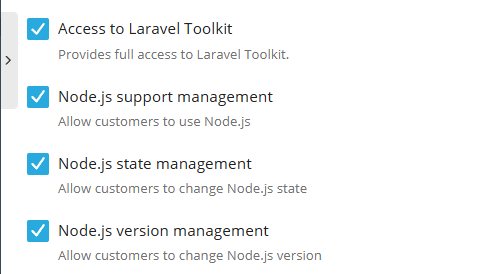 Access to Laravel Toolkit
Provides full access to Laravel Toolkit.
Node.js support management
Allow customers to use Node.js
Node.js state management
Allow customers to change Node.js state
Node.js version management
Allow customers to change Node.js version